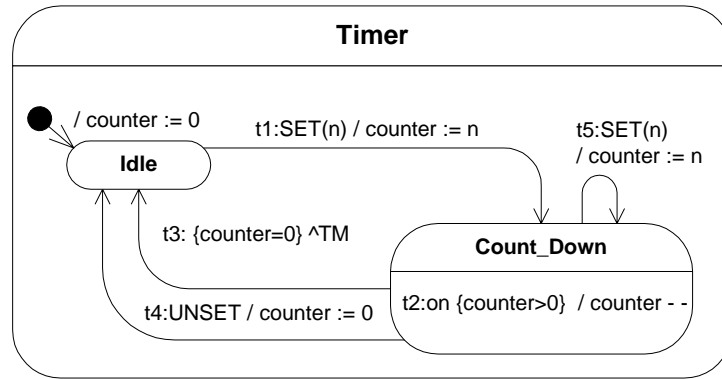 Timer
/ counter := 0
t1:SET(n) / counter := n
t5:SET(n)
/ counter := n
Idle
t3: {counter=0} ^TM
Count_Down
t2:on {counter>0}  / counter - -
t4:UNSET / counter := 0